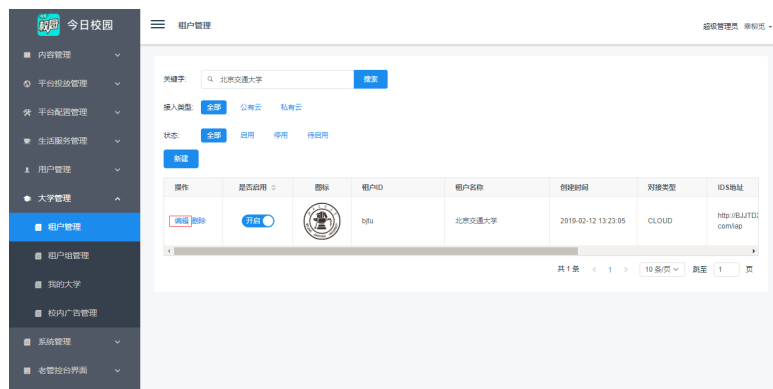 今日校园
租户管理
超级管理员
内容管理
平台投放管理
平台配置管理
生活服务管理
用户管理
大学管理
租户管理
租户组管理
我的大学
校内广告管理
系统管理
老管控台界面
关键字: 北京交通大学 搜索
接入类型: 全部 公有云 私有云
状态: 全部 启用 停用 待启用
新建
操作 是否启用 图标 租户ID 租户名称 创建时间 对接类型 IDS地址
编辑 删除 开启 bjtu 北京交通大学 2019-02-12 13:23:05 CLOUD http://BJJTD
com/iap
共 1 条 < 1 > 10 条/页 跳至 1 页